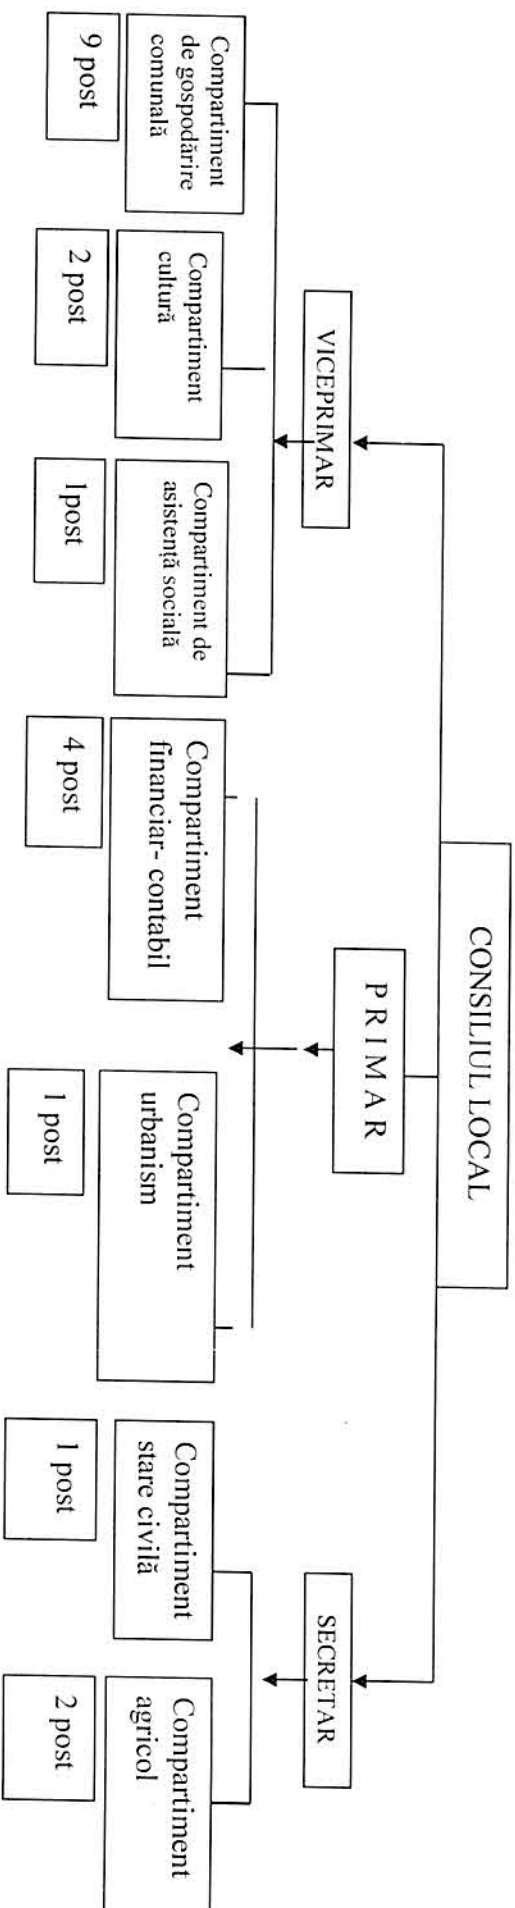 CONSILIUL LOCAL
VICEPRIMAR
P R I M A R
SECRETAR
Compartiment
de gospodărire
comunală
Compartiment
cultură
Compartiment de
asistență socială
Compartiment
financiar- contabil
Compartiment
urbanism
Compartiment
stare civilă
Compartiment
agricol
9 post
2 post
1post
4 post
1 post
1 post
2 post